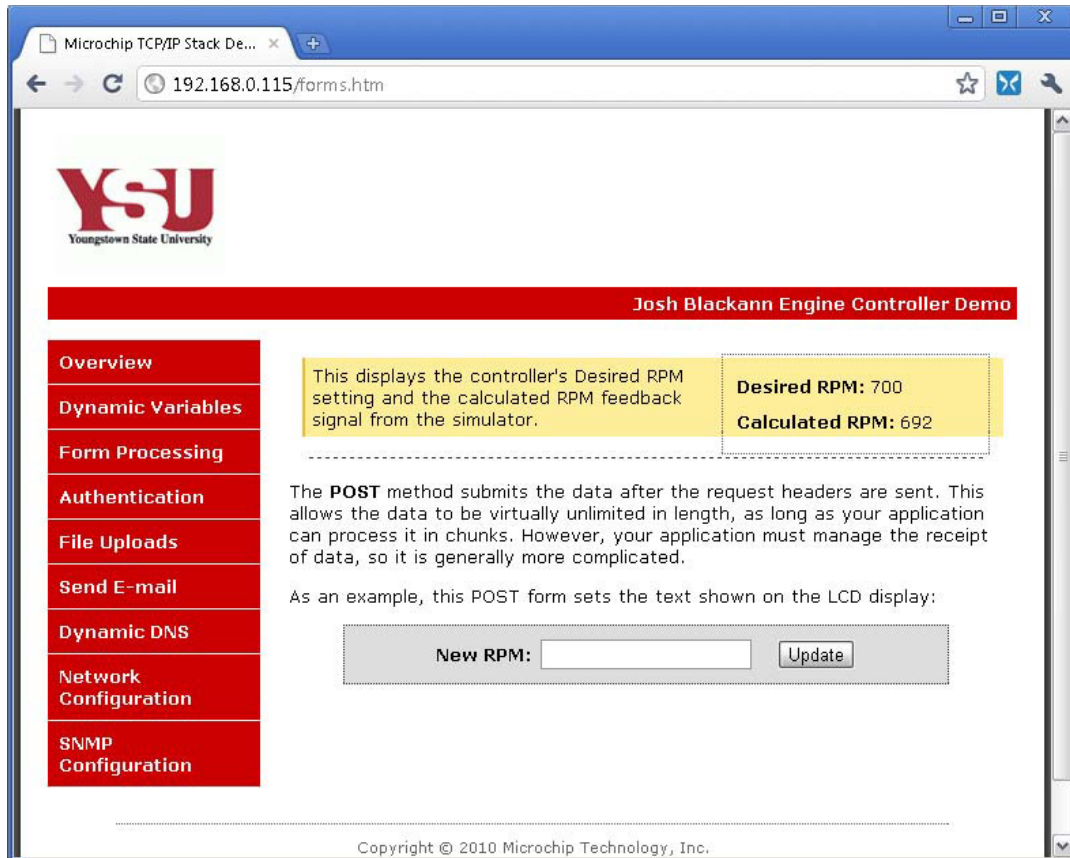 Microchip TCP/IP Stack De...
192.168.0.115/forms.htm
YSU
Youngstown State University
Josh Blackann Engine Controller Demo
Overview
Dynamic Variables
Form Processing
Authentication
File Uploads
Send E-mail
Dynamic DNS
Network
Configuration
SNMP
Configuration
This displays the controller's Desired RPM
setting and the calculated RPM feedback
signal from the simulator.
Desired RPM: 700
Calculated RPM: 692
The POST method submits the data after the request headers are sent. This
allows the data to be virtually unlimited in length, as long as your application
can process it in chunks. However, your application must manage the receipt
of data, so it is generally more complicated.
As an example, this POST form sets the text shown on the LCD display:
New RPM:
Update
Copyright © 2010 Microchip Technology, Inc.